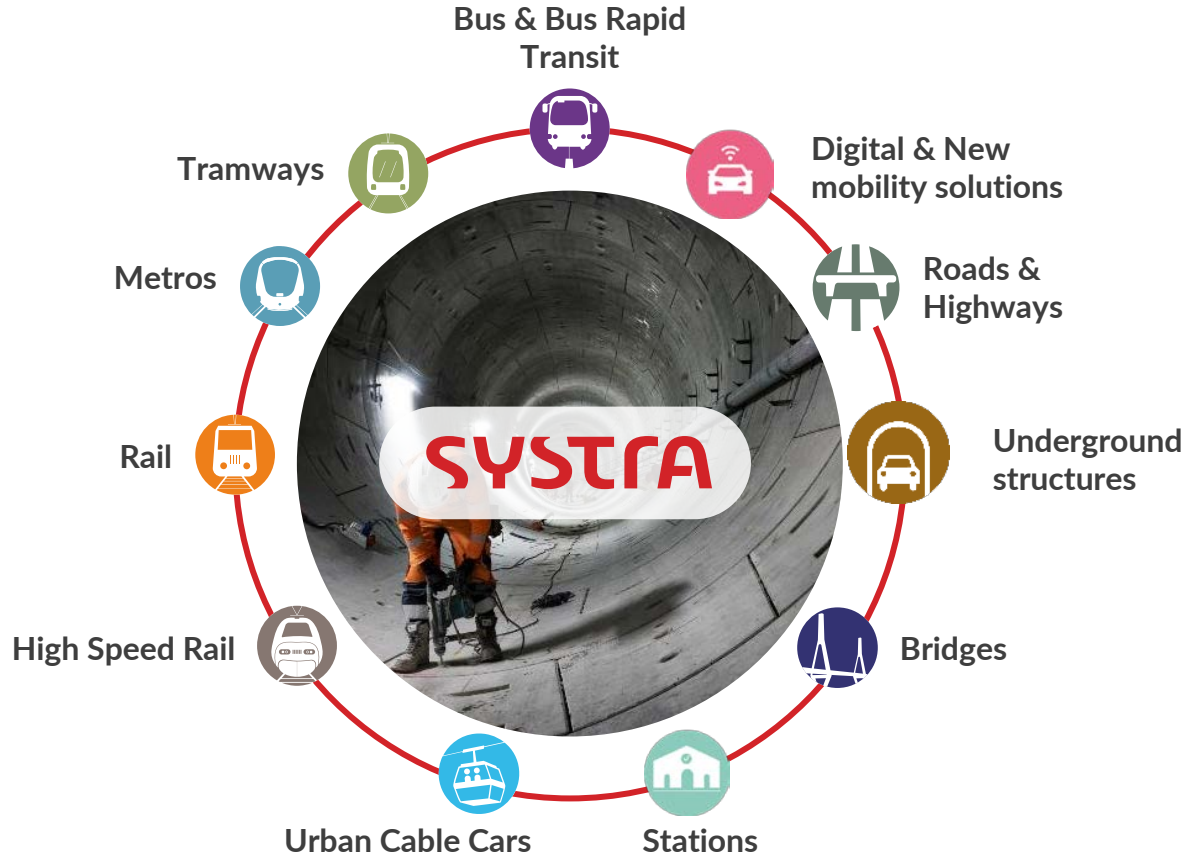 Bus & Bus Rapid
Transit
Digital & New
mobility solutions
Roads &
Highways
Underground
structures
Bridges
Stations
Urban Cable Cars
High Speed Rail
Rail
Metros
Tramways
SYSTRA